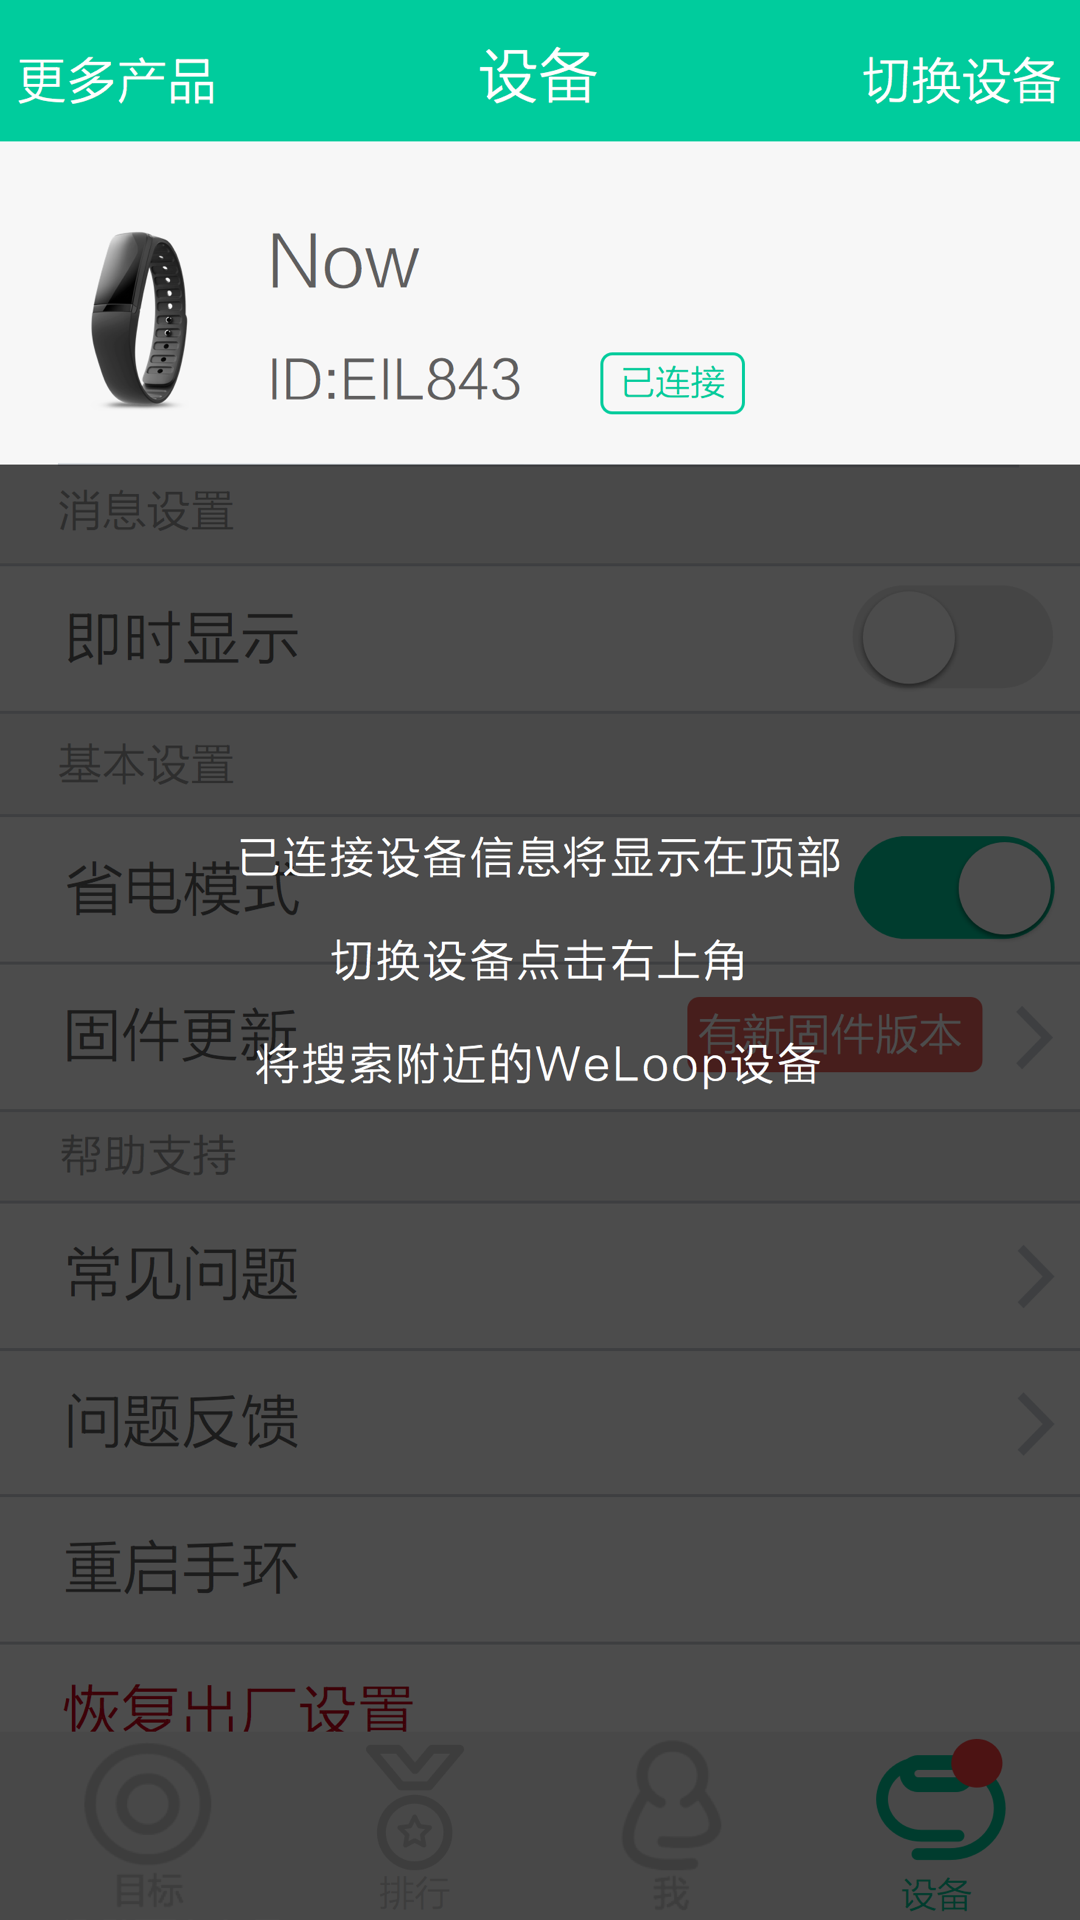 更多产品
设备
切换设备
Now
ID:EIL843
已连接
消息设置
即时显示
基本设置
已连接设备信息将显示在顶部
省电模式
切换设备点击右上角
固件更新
有新固件版本
将搜索附近的WeLoop设备
帮助支持
常见问题
问题反馈
重启手环
恢复出厂设置
目标
排行
我
设备